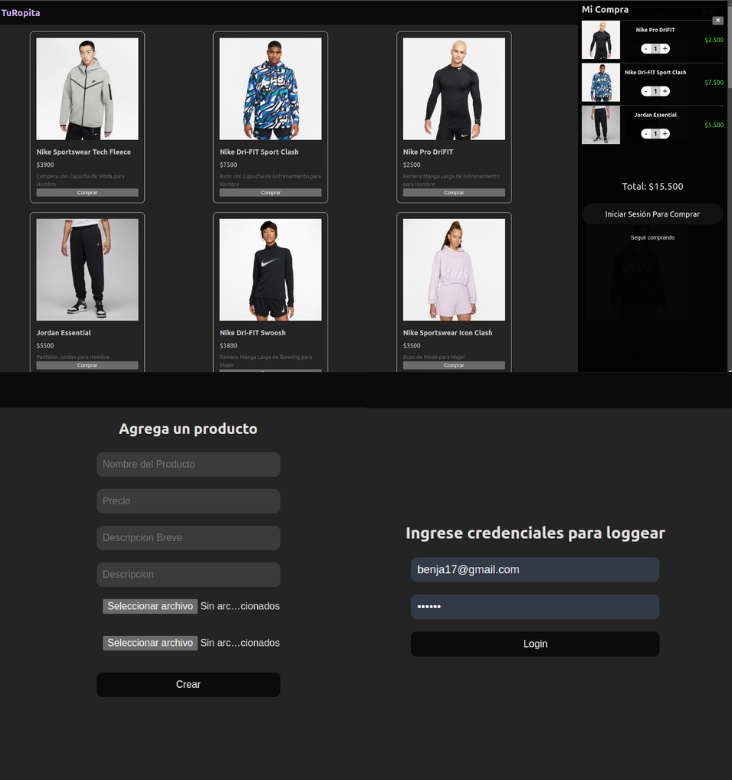 TuRopita
Nike Sportswear Tech Fleece
$3900
Campera con Capucha de Moda para
Hombre
Comprar
Nike Dri-FIT Sport Clash
$7500
Buzo con Capucha de Entrenamiento para
Hombre
Comprar
Nike Pro DriFIT
$2500
Remera Manga Larga de Entrenamiento
para Hombre
Comprar
Jordan Essential
$5500
Pantalon Jordan para Hombre
Comprar
Nike Dri-FIT Swoosh
$3800
Remera Manga Larga de Running para
Mujer
Nike Sportswear Icon Clash
$3500
Buzo de Moda para Mujer
Comprar
Mi Compra
x
Nike Pro DriFIT
- 1 +
$2.500
Nike Dri-FIT Sport Clash
- 1 +
$7.500
Jordan Essential
- 1 +
$5.500
Total: $15.500
Iniciar Sesión Para Comprar
Seguir comprando
Agrega un producto
Nombre del Producto
Precio
Descripcion Breve
Descripcion
Seleccionar archivo Sin arc...cionados
Seleccionar archivo Sin arc...cionados
Crear
Ingrese credenciales para loggear
benja17@gmail.com
••••••
Login